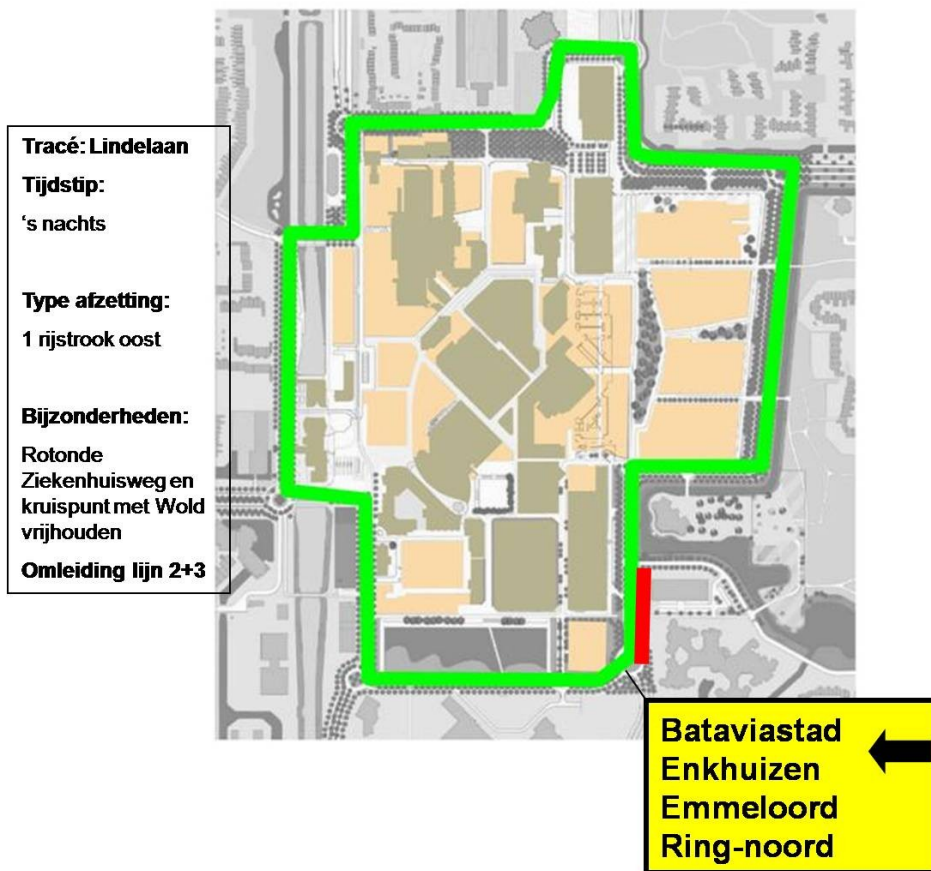 Tracé: Lindelaan
Tijdstip:
‘s nachts
Type afzetting:
1 rijstrook oost
Bijzonderheden:
Rotonde
Ziekenhuisweg en
kruispunt met Wold
vrijhouden
Omleiding lijn 2+3
Bataviastad
Enkhuizen
Emmeloord
Ring-noord